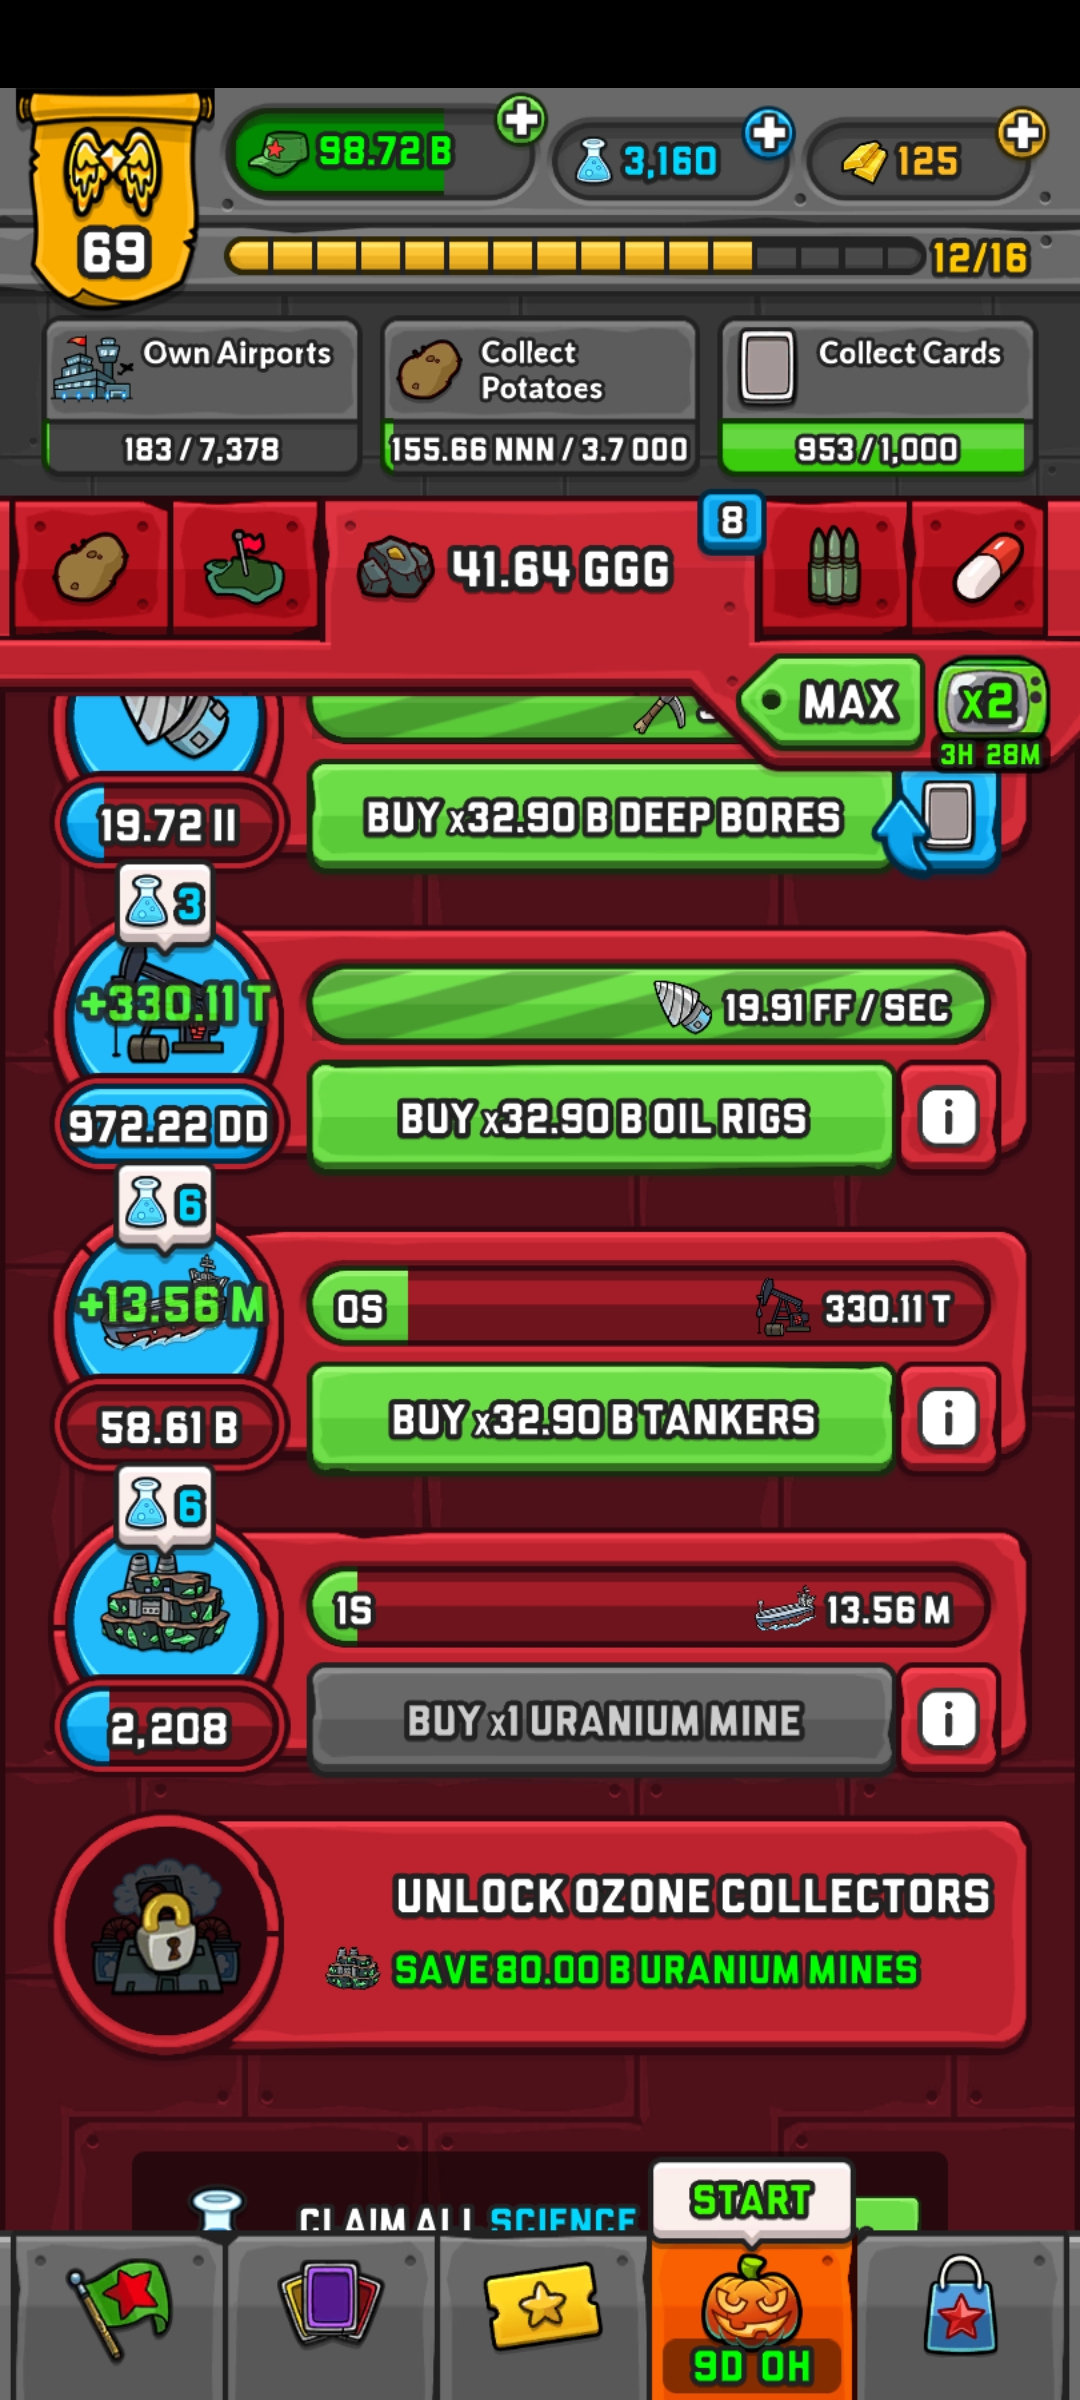 69
98.72 B
3,160
125
12/16
Own Airports
183 / 7,378
Collect
Potatoes
155.66 NNN / 3.7 OOO
Collect Cards
953 / 1,000
41.64 GGG
8
MAX
x2
3H 28M
19.72 II
BUY x32.90 B DEEP BORES
3
+330.11 T
19.91 FF / SEC
972.22 DD
BUY x32.90 B OIL RIGS
i
6
+13.56 M
0S
330.11 T
58.61 B
BUY x32.90 B TANKERS
i
6
1S
13.56 M
2,208
BUY x1 URANIUM MINE
i
UNLOCK OZONE COLLECTORS
SAVE 80.00 B URANIUM MINES
CLAIM ALL SCIENCE
START
9D 0H